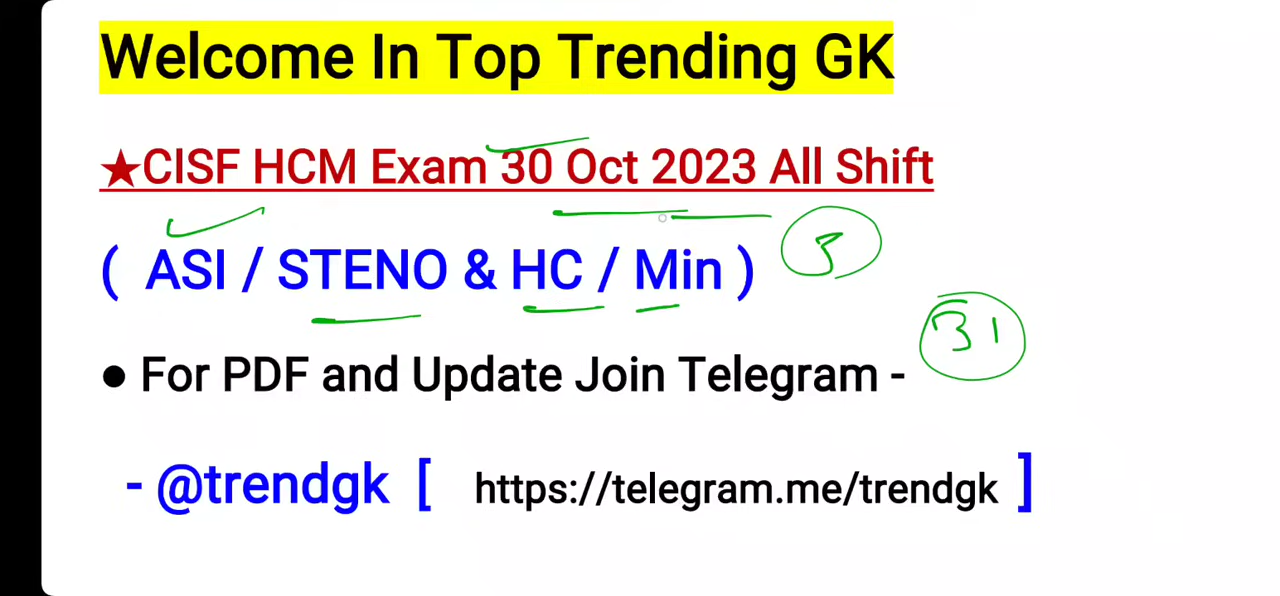 Welcome In Top Trending GK
★CISF HCM Exam 30 Oct 2023 All Shift
( ASI / STENO & HC / Min )
31
● For PDF and Update Join Telegram -
- @trendgk [ https://telegram.me/trendgk ]